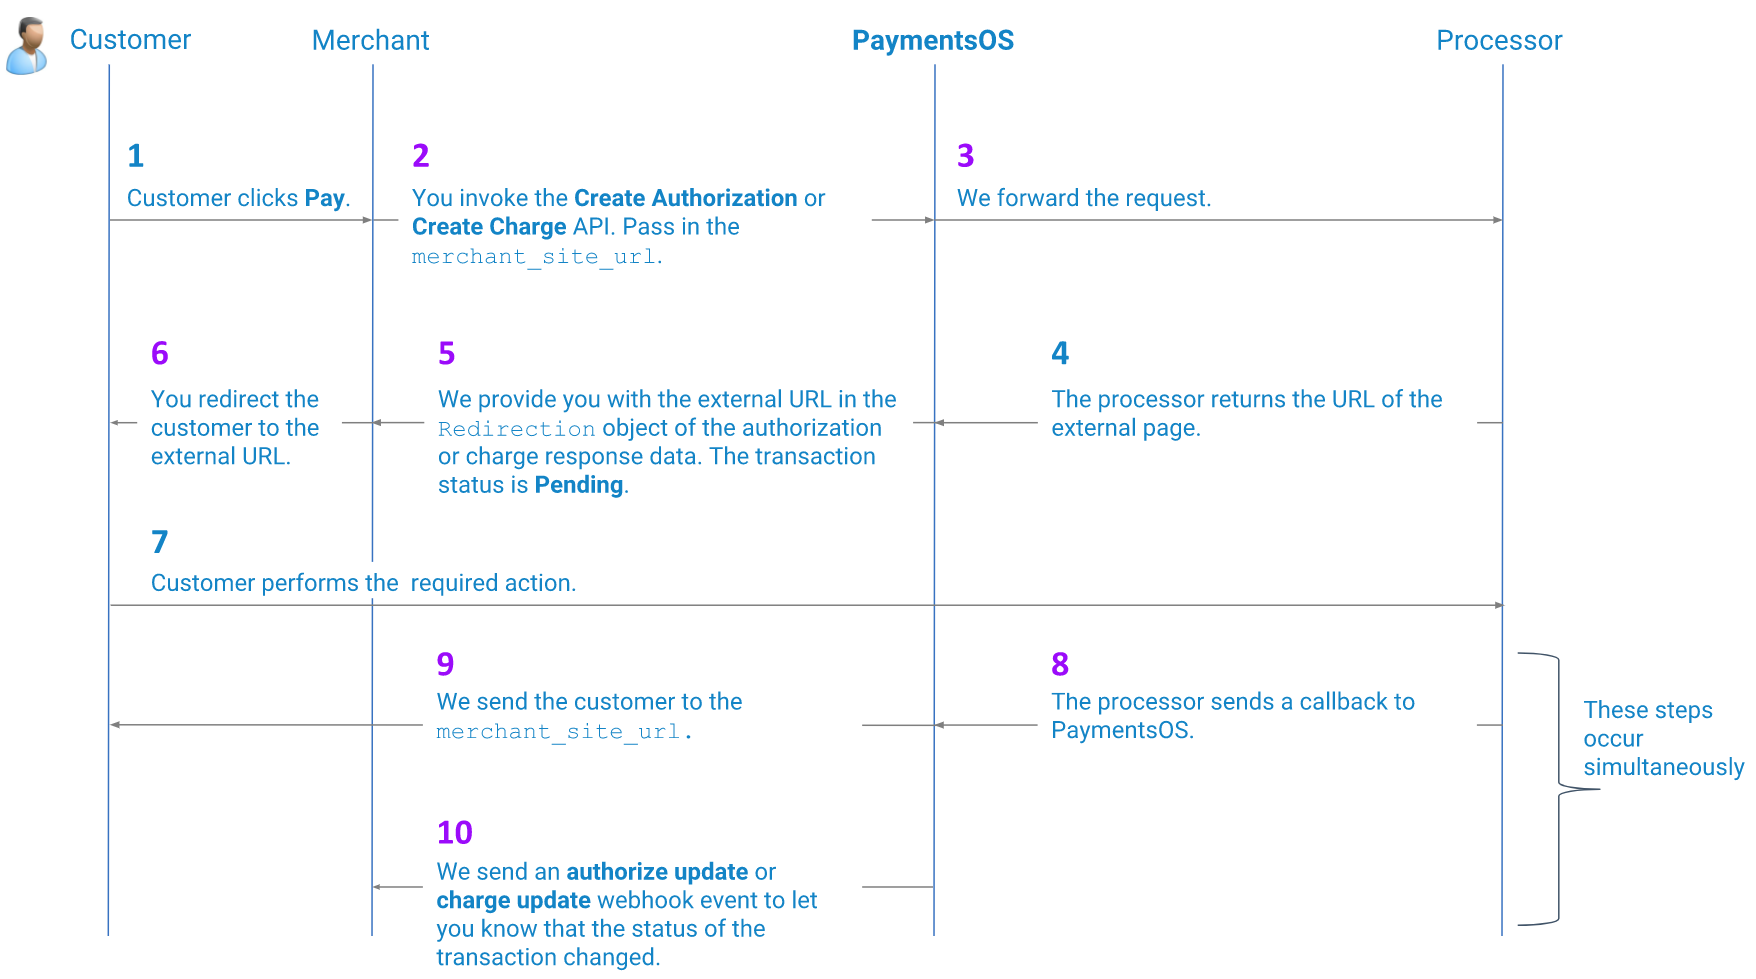 Customer
Merchant
PaymentsOS
Processor
1
Customer clicks Pay.
2
You invoke the Create Authorization or
Create Charge API. Pass in the
merchant_site_url.
3
We forward the request.
6
You redirect the
customer to the
external URL.
5
We provide you with the external URL in the
Redirection object of the authorization
or charge response data. The transaction
status is Pending.
4
The processor returns the URL of the
external page.
7
Customer performs the  required action.
9
We send the customer to the
merchant_site_url.
8
The processor sends a callback to
PaymentsOS.
These steps
occur
simultaneously
10
We send an authorize update or
charge update webhook event to let
you know that the status of the
transaction changed.